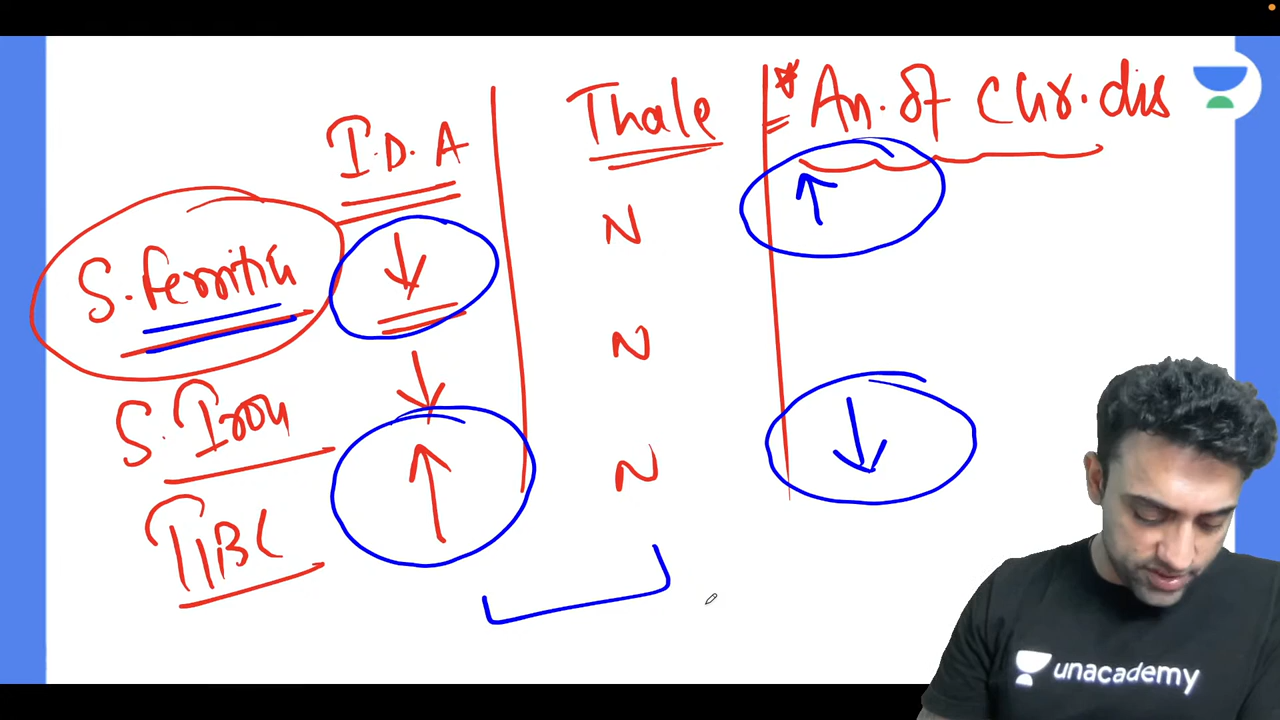 I.D.A Thale * An. of Chr. dis
S. Ferritin ↓ N ↑
S. Iron ↓ N
TIBC ↑ N ↓
unacademy